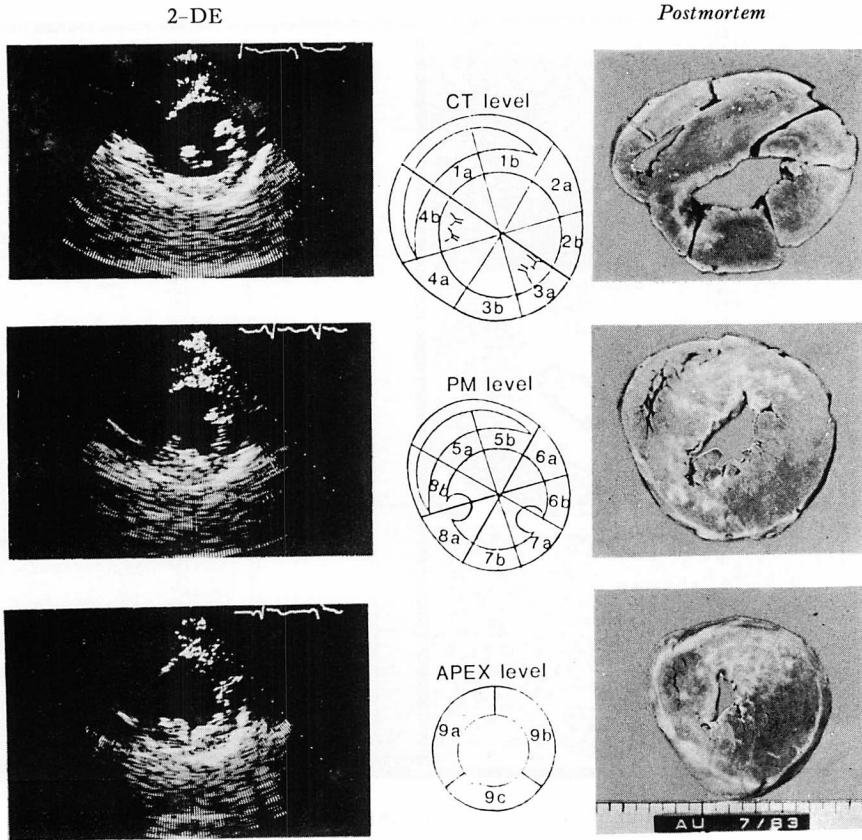 2-DE
Postmortem
CT level
1a
1b
2a
2b
3a
3b
4a
4b
PM level
5a
5b
6a
6b
7a
7b
8a
8b
APEX level
9a
9b
9c
AU 7/83